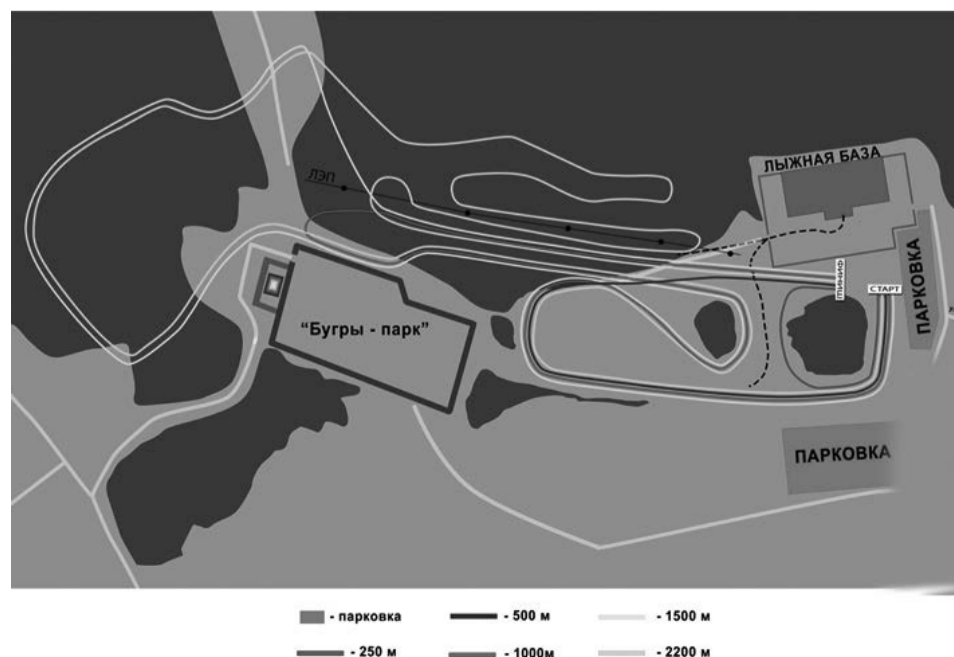 ЛЫЖНАЯ БАЗА
ЛЭП
ПАРКОВКА
ФИНИШ
СТАРТ
“Бугры - парк”
ПАРКОВКА
- парковка
- 500 м
- 1500 м
- 250 м
- 1000м
- 2200 м